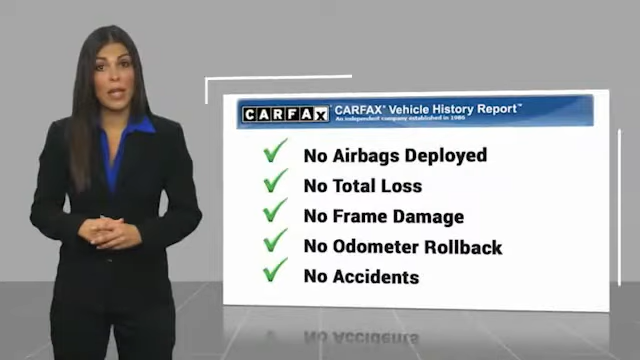 CARFAX CARFAX® Vehicle History Report™
An independent company established in 1986
No Airbags Deployed
No Total Loss
No Frame Damage
No Odometer Rollback
No Accidents